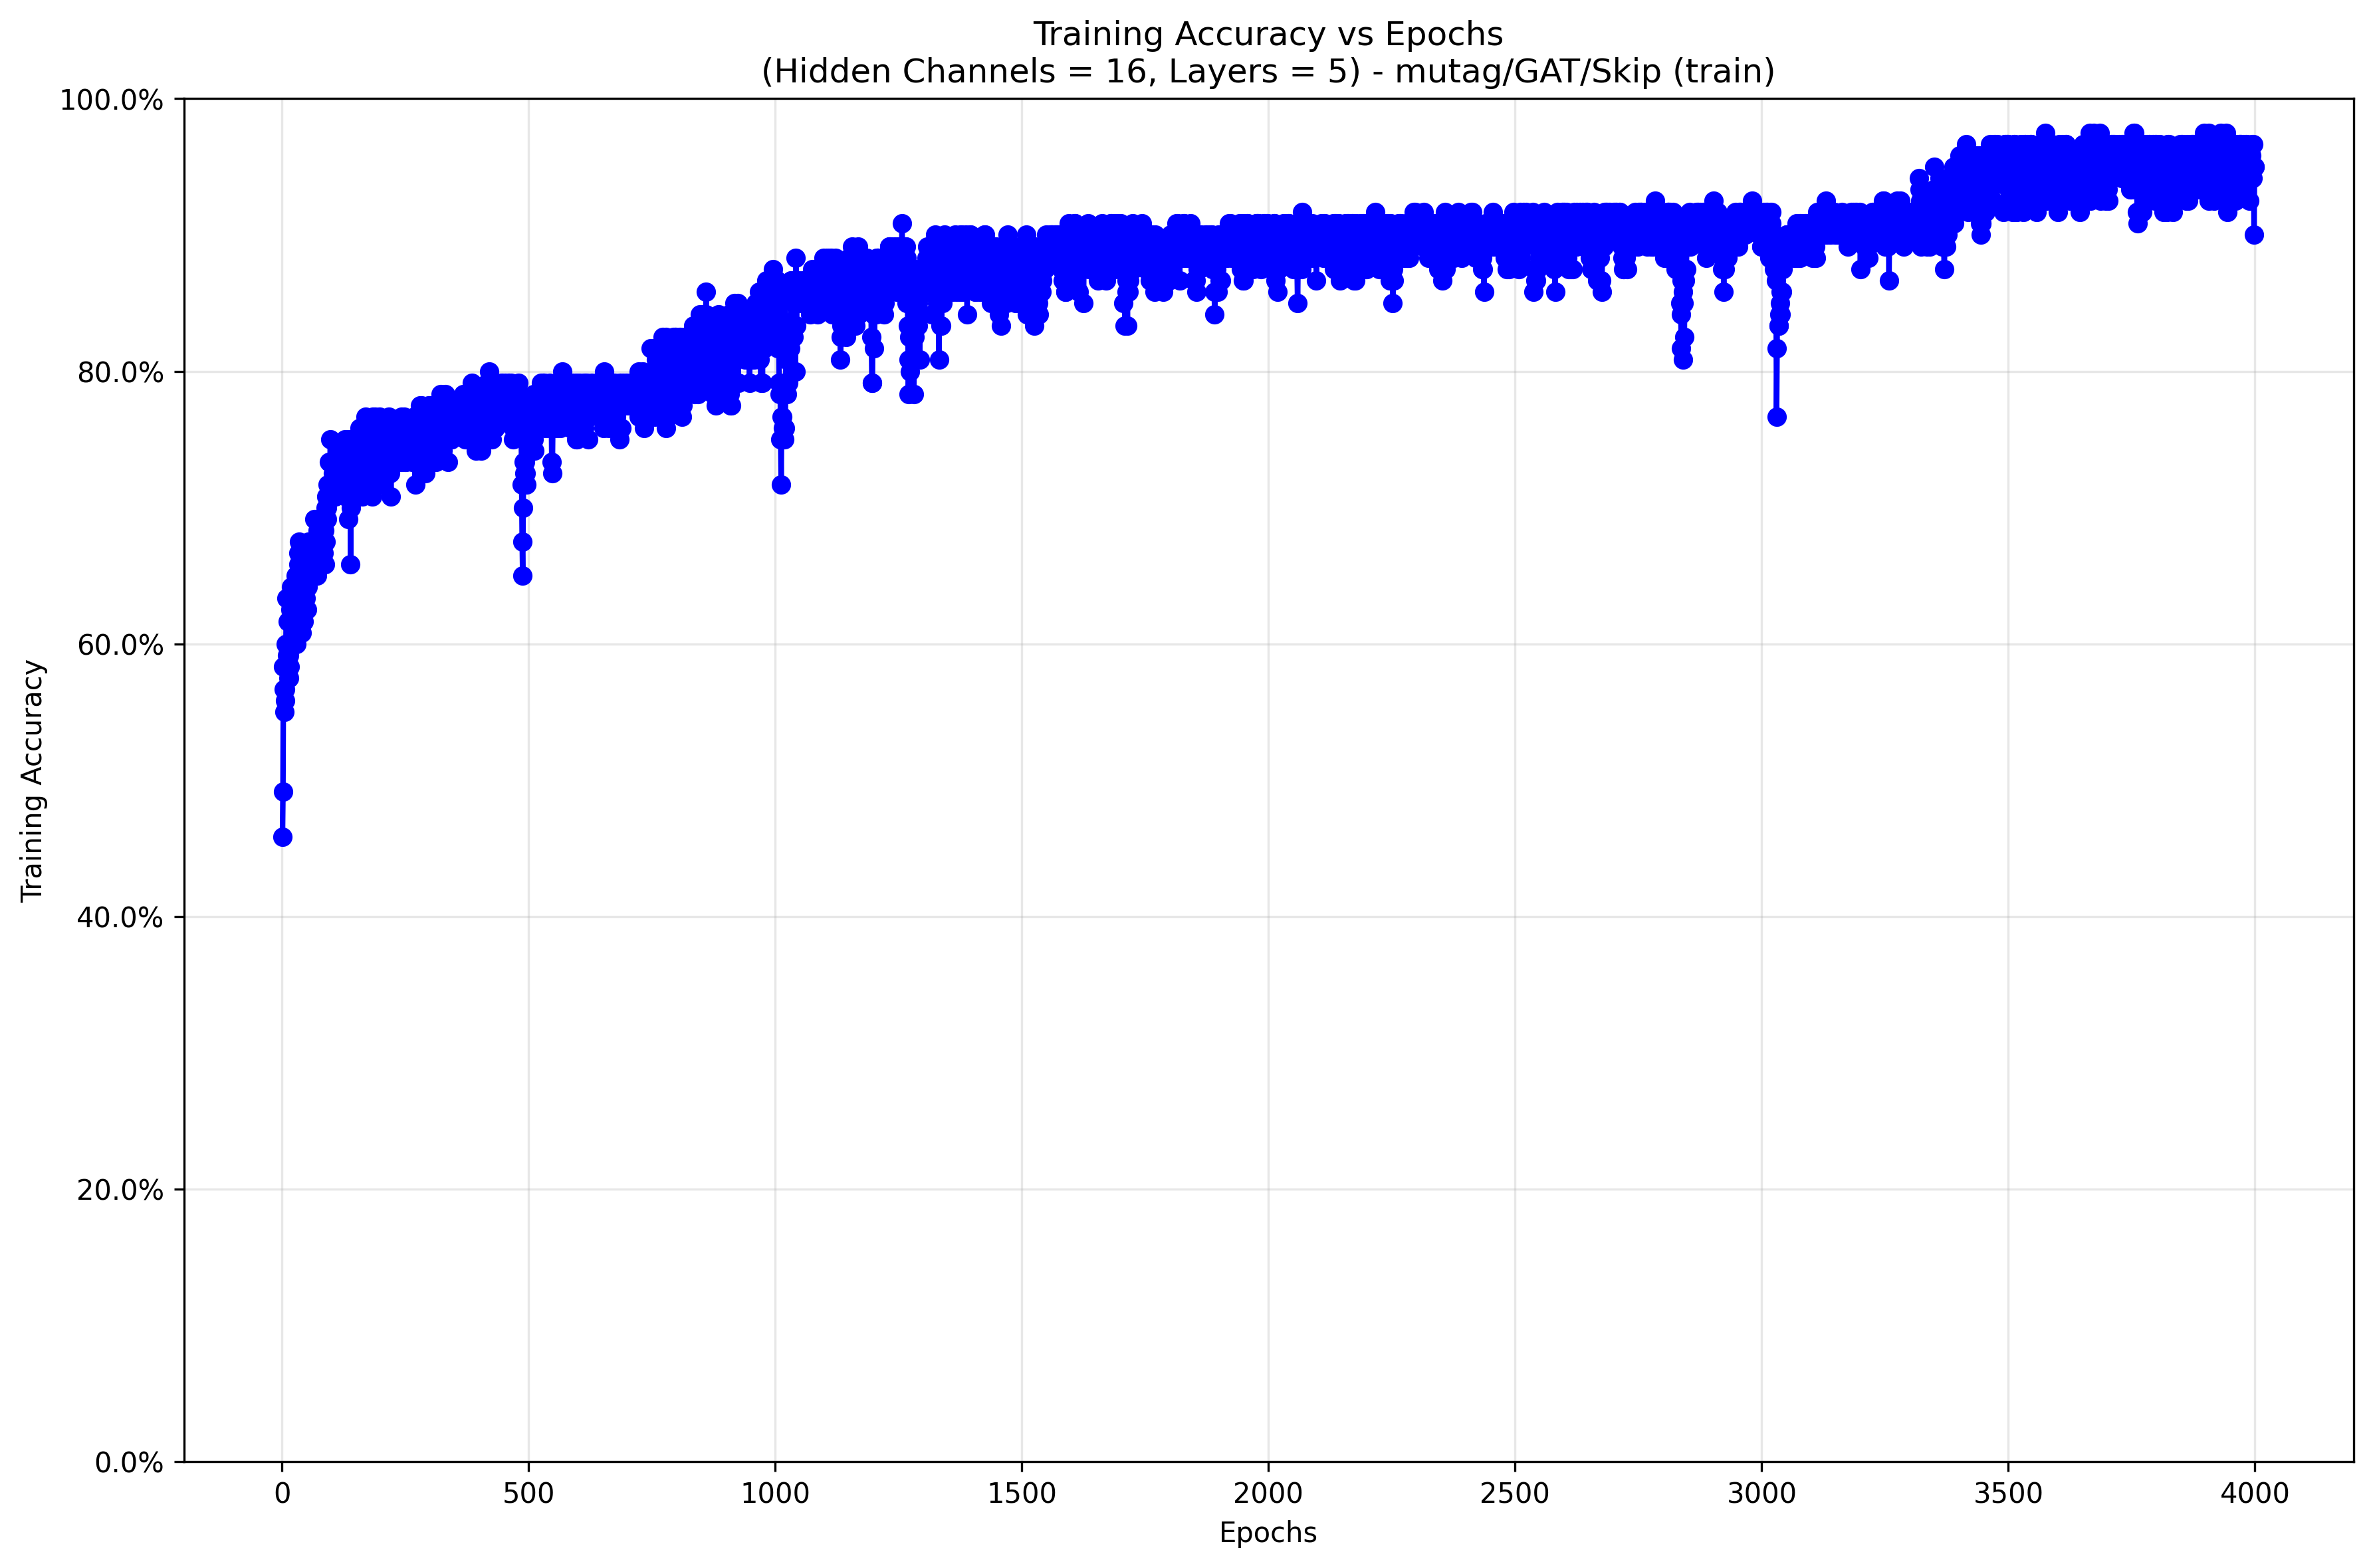 Training Accuracy vs Epochs
(Hidden Channels = 16, Layers = 5) - mutag/GAT/Skip (train)
100.0%
80.0%
60.0%
40.0%
20.0%
0.0%
Training Accuracy
0 500 1000 1500 2000 2500 3000 3500 4000
Epochs